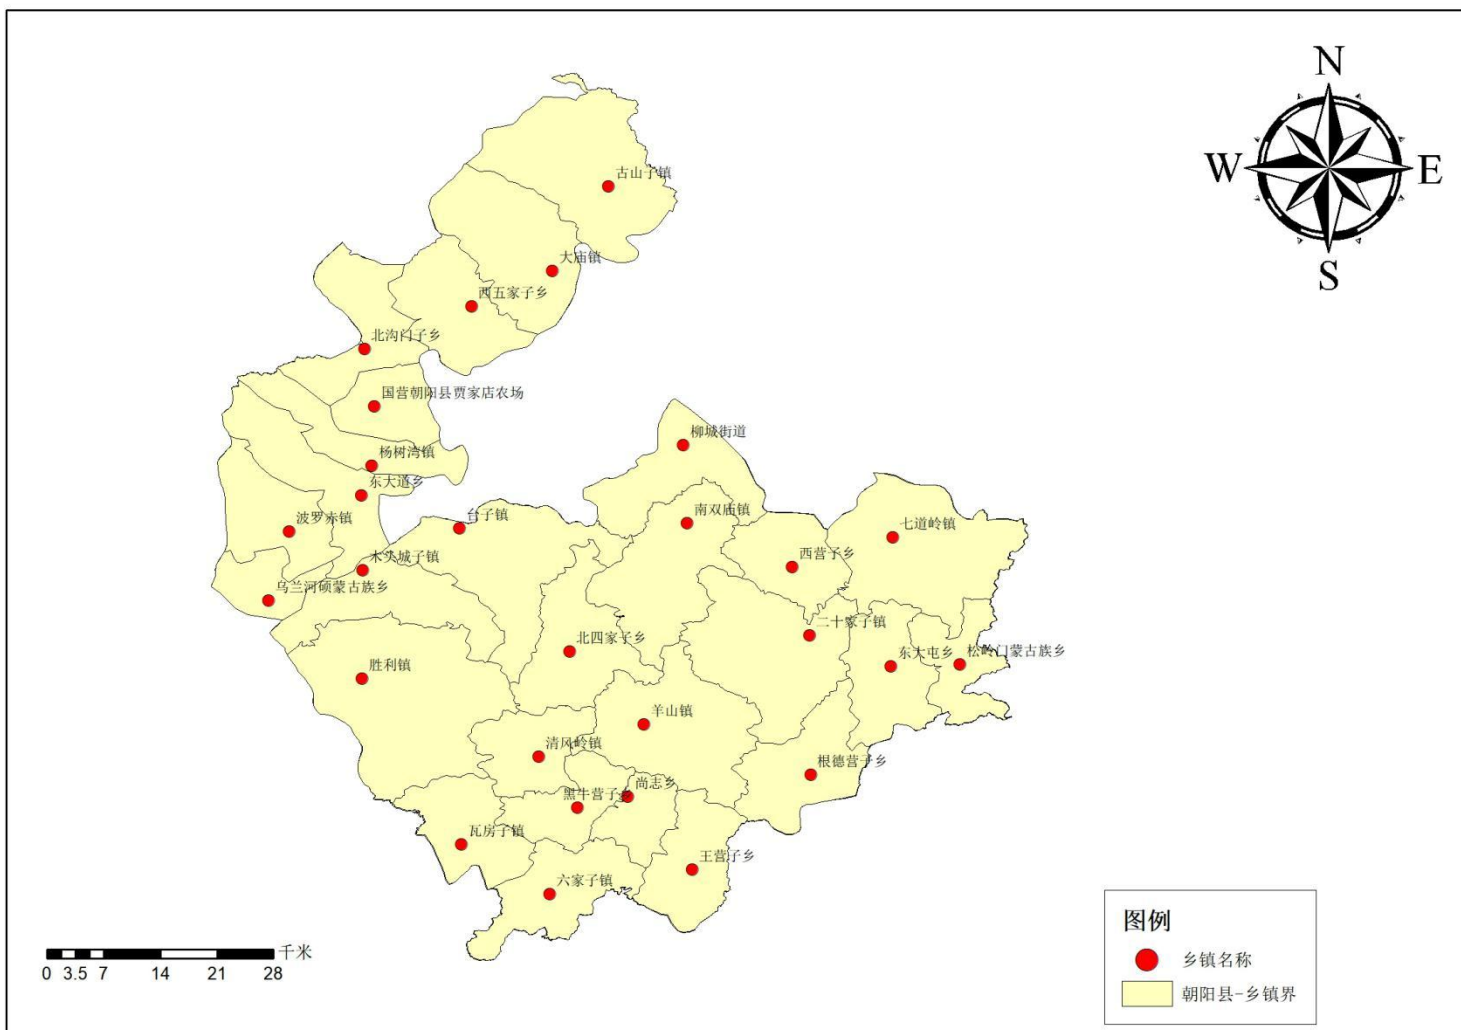 N
W
E
S
古山子镇
大庙镇
西五家子乡
北沟门子乡
国营朝阳县贾家店农场
柳城街道
杨树湾镇
东大道乡
波罗赤镇
台子镇
南双庙镇
七道岭镇
西营子乡
木头城子镇
乌兰河硕蒙古族乡
二十家子镇
北四家子乡
东大屯乡
松岭门蒙古族乡
胜利镇
羊山镇
清风岭镇
根德营子乡
尚志乡
黑牛营子乡
瓦房子镇
王营子乡
六家子镇
图例
乡镇名称
朝阳县-乡镇界
千米
0 3.5 7 14 21 28